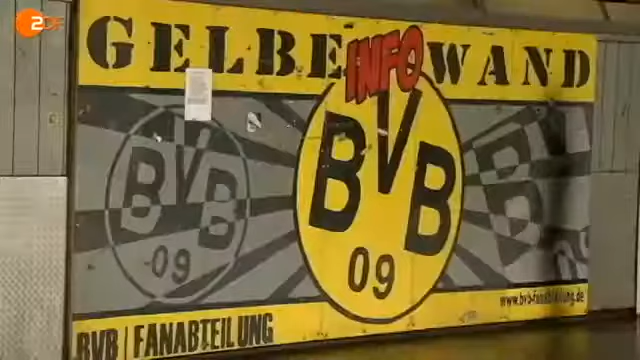 ZDF
GELBE INFO WAND
BVB
09
BVB
09
BVB | FANABTEILUNG
www.bvb-fanabteilung.de